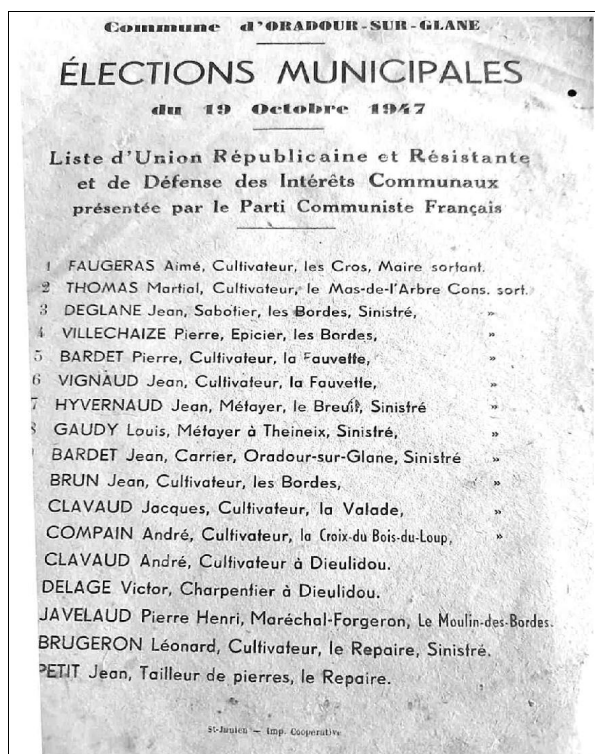 Commune d'ORADOUR-SUR-GLANE
ÉLECTIONS MUNICIPALES
du 19 Octobre 1947
Liste d'Union Républicaine et Résistante
et de Défense des Intérêts Communaux
présentée par le Parti Communiste Français
1 FAUGERAS Aimé, Cultivateur, les Cros, Maire sortant.
2 THOMAS Martial, Cultivateur, le Mas-de-l'Arbre Cons. sort.
3 DEGLANE Jean, Sabotier, les Bordes, Sinistré, »
4 VILLECHAIZE Pierre, Epicier, les Bordes, »
5 BARDET Pierre, Cultivateur, la Fauvette, »
6 VIGNAUD Jean, Cultivateur, la Fauvette, »
7 HYVERNAUD Jean, Métayer, le Breuil, Sinistré »
8 GAUDY Louis, Métayer à Theineix, Sinistré, »
BARDET Jean, Carrier, Oradour-sur-Glane, Sinistré »
BRUN Jean, Cultivateur, les Bordes, »
CLAVAUD Jacques, Cultivateur, la Valade, »
COMPAIN André, Cultivateur, la Croix-du Bois-du-Loup, »
CLAVAUD André, Cultivateur à Dieulidou.
DELAGE Victor, Charpentier à Dieulidou.
JAVELAUD Pierre Henri, Maréchal-Forgeron, Le Moulin-des-Bordes.
BRUGERON Léonard, Cultivateur, le Repaire, Sinistré.
PETIT Jean, Tailleur de pierres, le Repaire.
St-Junien — Imp. Cooperative